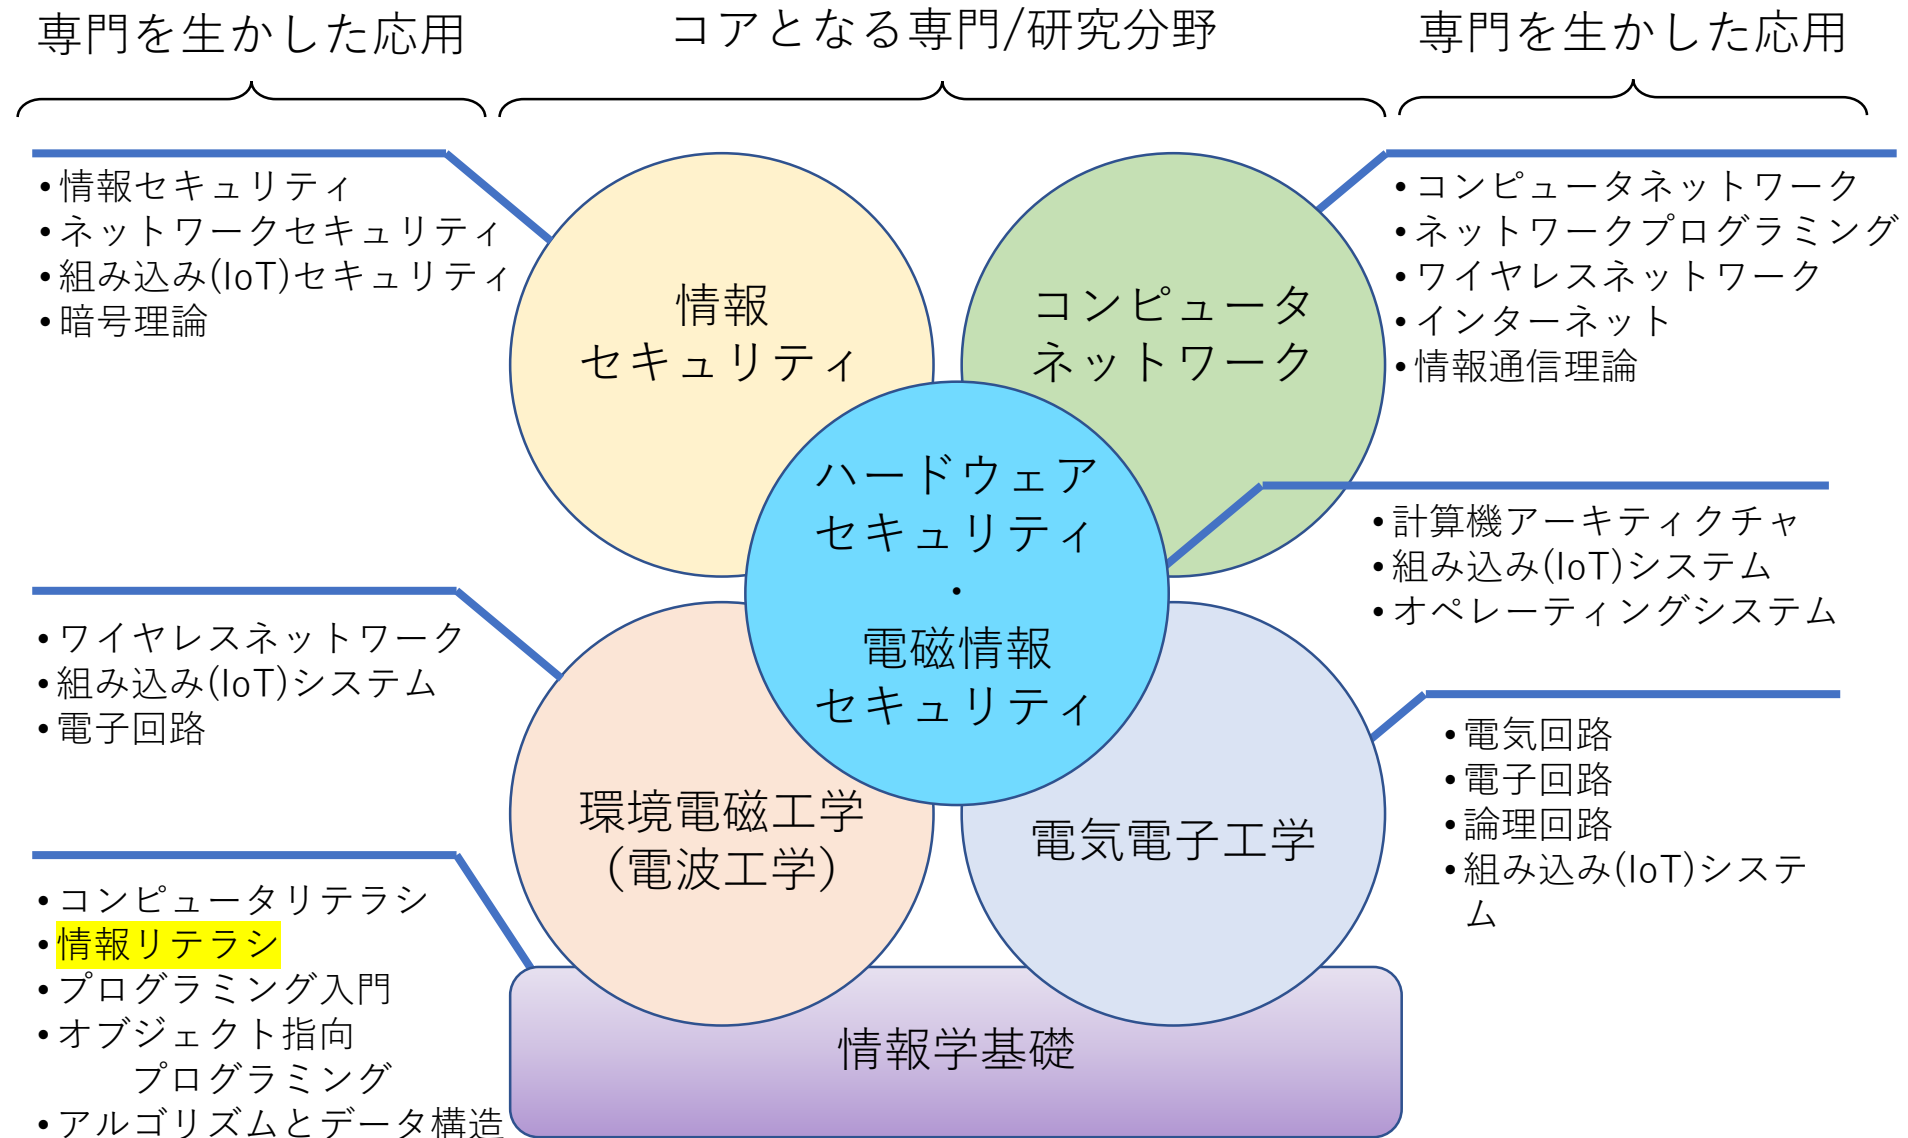 専門を生かした応用
コアとなる専門/研究分野
専門を生かした応用
•情報セキュリティ
•ネットワークセキュリティ
•組み込み(IoT)セキュリティ
•暗号理論
情報
セキュリティ
コンピュータ
ネットワーク
•コンピュータネットワーク
•ネットワークプログラミング
•ワイヤレスネットワーク
•インターネット
•情報通信理論
ハードウェア
セキュリティ
・
電磁情報
セキュリティ
•計算機アーキティクチャ
•組み込み(IoT)システム
•オペレーティングシステム
•ワイヤレスネットワーク
•組み込み(IoT)システム
•電子回路
環境電磁工学
（電波工学）
電気電子工学
•電気回路
•電子回路
•論理回路
•組み込み(IoT)システ
ム
•コンピュータリテラシ
•情報リテラシ
•プログラミング入門
•オブジェクト指向
プログラミング
•アルゴリズムとデータ構造
情報学基礎